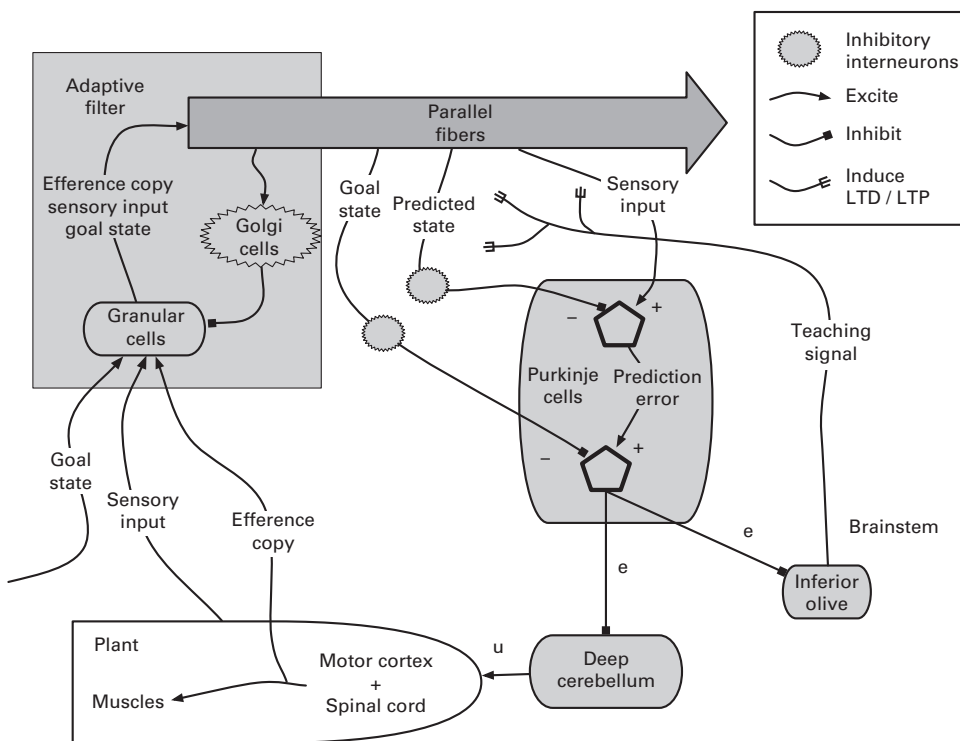 Adaptive
filter
Efference copy
sensory input
goal state
Golgi
cells
Granular
cells
Goal
state
Sensory
input
Efference
copy
Parallel
fibers
Goal
state
Predicted
state
Sensory
input
Inhibitory
interneurons
Excite
Inhibit
Induce
LTD / LTP
– +
Purkinje
cells
Prediction
error
– +
Teaching
signal
e
e
Brainstem
Inferior
olive
Deep
cerebellum
u
Plant
Motor cortex
+
Spinal cord
Muscles